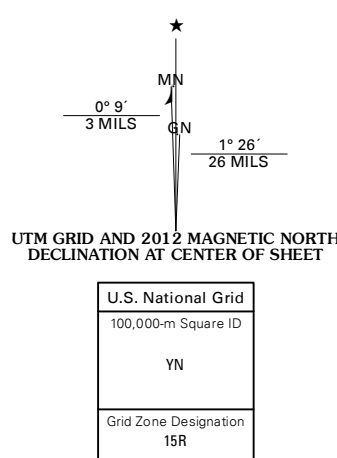 ★
MN
0° 9´
3 MILS
GN
1° 26´
26 MILS
UTM GRID AND 2012 MAGNETIC NORTH
DECLINATION AT CENTER OF SHEET
U.S. National Grid
100,000-m Square ID
YN
Grid Zone Designation
15R